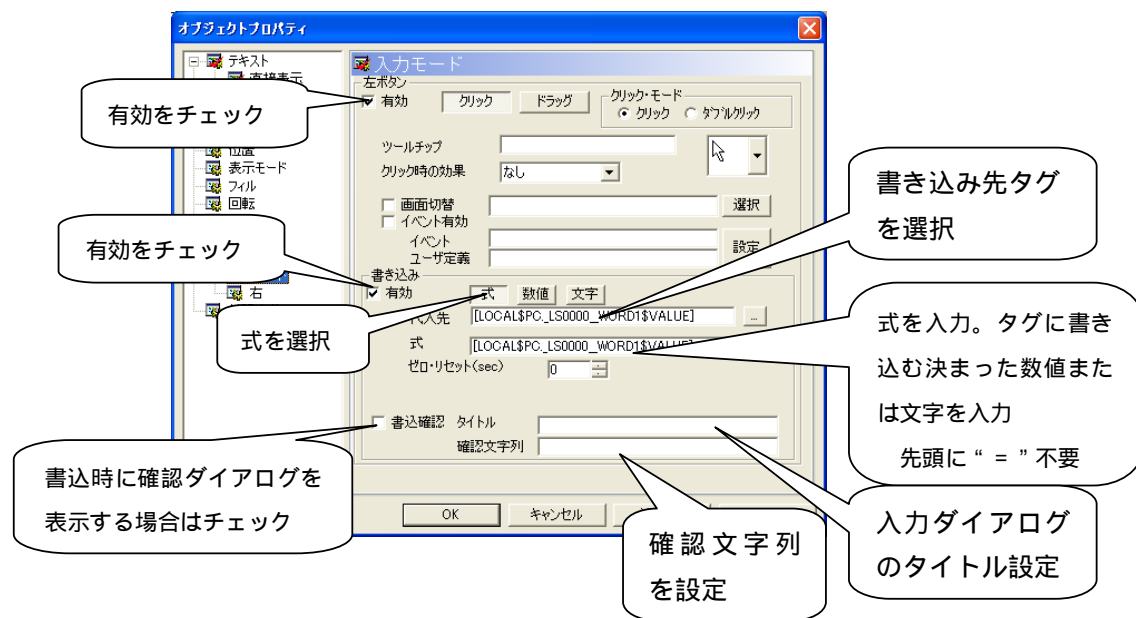 オブジェクトプロパティ
テキスト
入力モード
左ボタン
有効をチェック
有効
クリック
ドラッグ
クリック・モード
クリック
ダブルクリック
位置
表示モード
フィル
回転
ツールチップ
クリック時の効果
なし
書き込み先タグ
を選択
画面切替
選択
イベント有効
イベント
ユーザ定義
設定
有効をチェック
書き込み
有効
式
数値
文字
右
式を選択
[LOCAL$PC._LS0000__WORD1$VALUE]
...
式
[LOCAL$PC._LS0000__WORD1$VALUE]
ゼロ・リセット(sec)
0
式を入力。タグに書き
込む決まった数値また
は文字を入力
先頭に“ = ”不要
書込確認
タイトル
確認文字列
書込時に確認ダイアログを
表示する場合はチェック
OK
キャンセル
確認文字列
を設定
入力ダイアログ
のタイトル設定